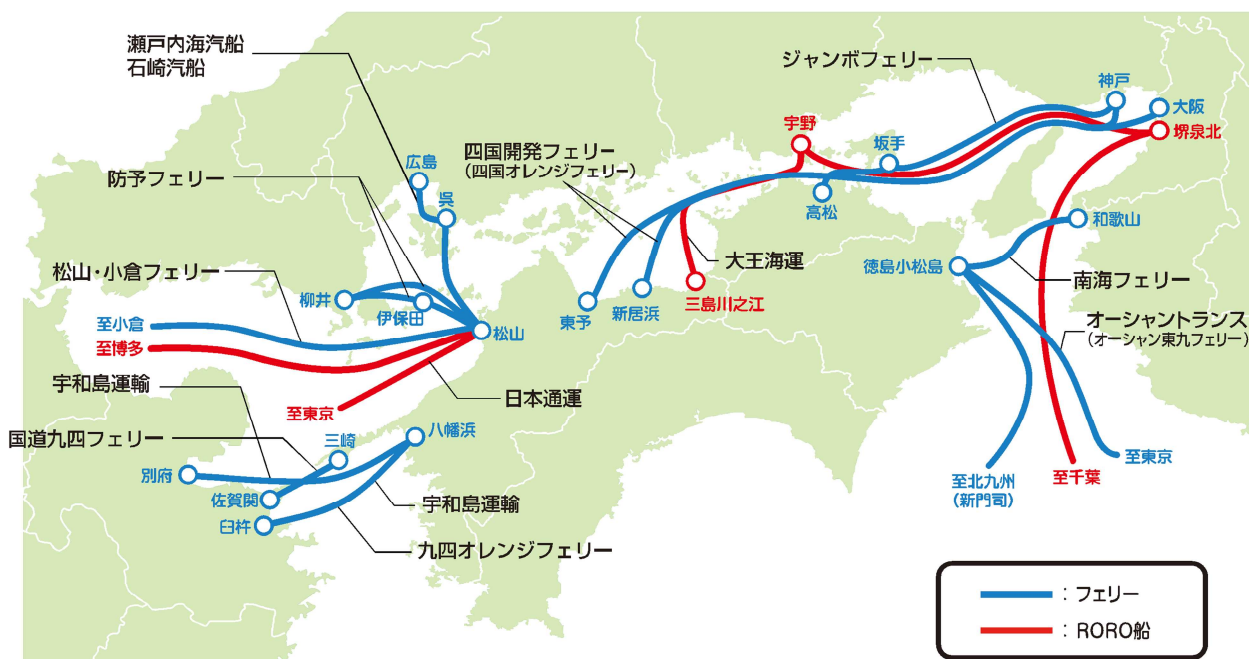 瀬戸内海汽船
石崎汽船
ジャンボフェリー
神戸
大阪
宇野
堺泉北
坂手
四国開発フェリー
(四国オレンジフェリー)
広島
防予フェリー
呉
高松
和歌山
大王海運
徳島小松島
松山・小倉フェリー
南海フェリー
柳井
伊保田
東予
新居浜
三島川之江
至小倉
松山
オーシャントランス
(オーシャン東九フェリー)
至博多
宇和島運輸
日本通運
至東京
国道九四フェリー
三崎
八幡浜
別府
佐賀関
至北九州
(新門司)
至千葉
至東京
臼杵
宇和島運輸
九四オレンジフェリー
:フェリー
:RORO船